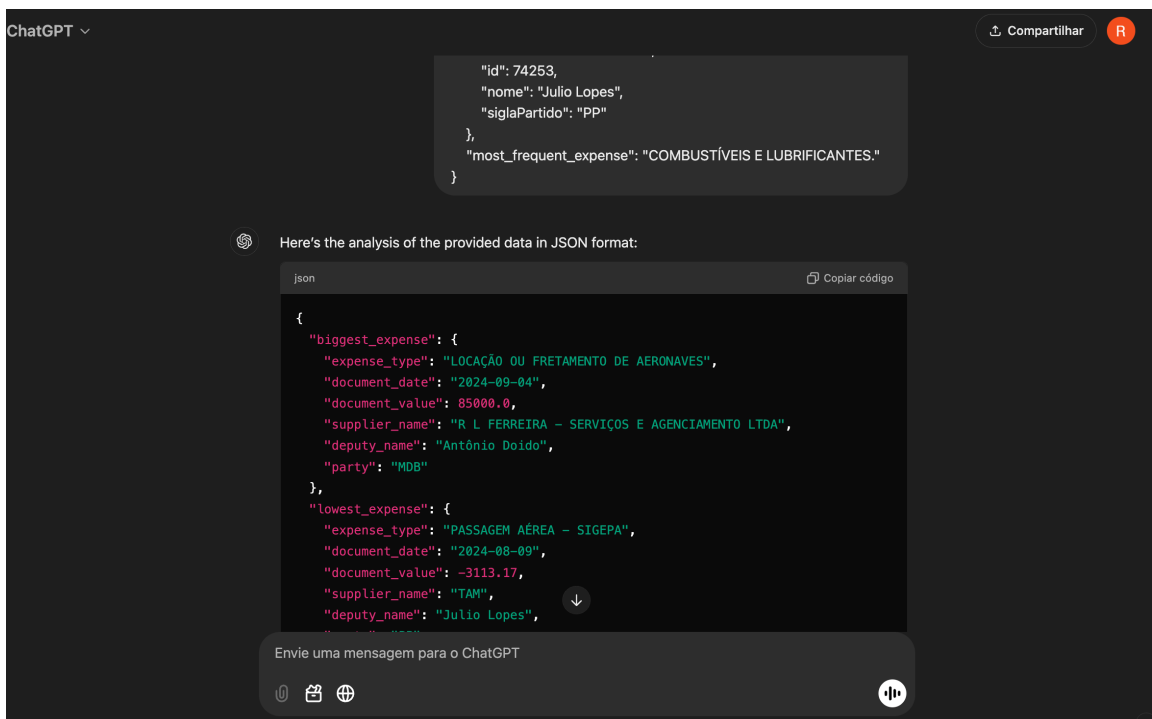 ChatGPT
Compartilhar
R
"id": 74253,
"nome": "Julio Lopes",
"siglaPartido": "PP"
},
"most_frequent_expense": "COMBUSTÍVEIS E LUBRIFICANTES."
}
Here's the analysis of the provided data in JSON format:
json
Copiar código
{
"biggest_expense": {
"expense_type": "LOCAÇÃO OU FRETAMENTO DE AERONAVES",
"document_date": "2024-09-04",
"document_value": 85000.0,
"supplier_name": "R L FERREIRA – SERVIÇOS E AGENCIAMENTO LTDA",
"deputy_name": "Antônio Doido",
"party": "MDB"
},
"lowest_expense": {
"expense_type": "PASSAGEM AÉREA – SIGEPA",
"document_date": "2024-08-09",
"document_value": -3113.17,
"supplier_name": "TAM",
"deputy_name": "Julio Lopes",
Envie uma mensagem para o ChatGPT